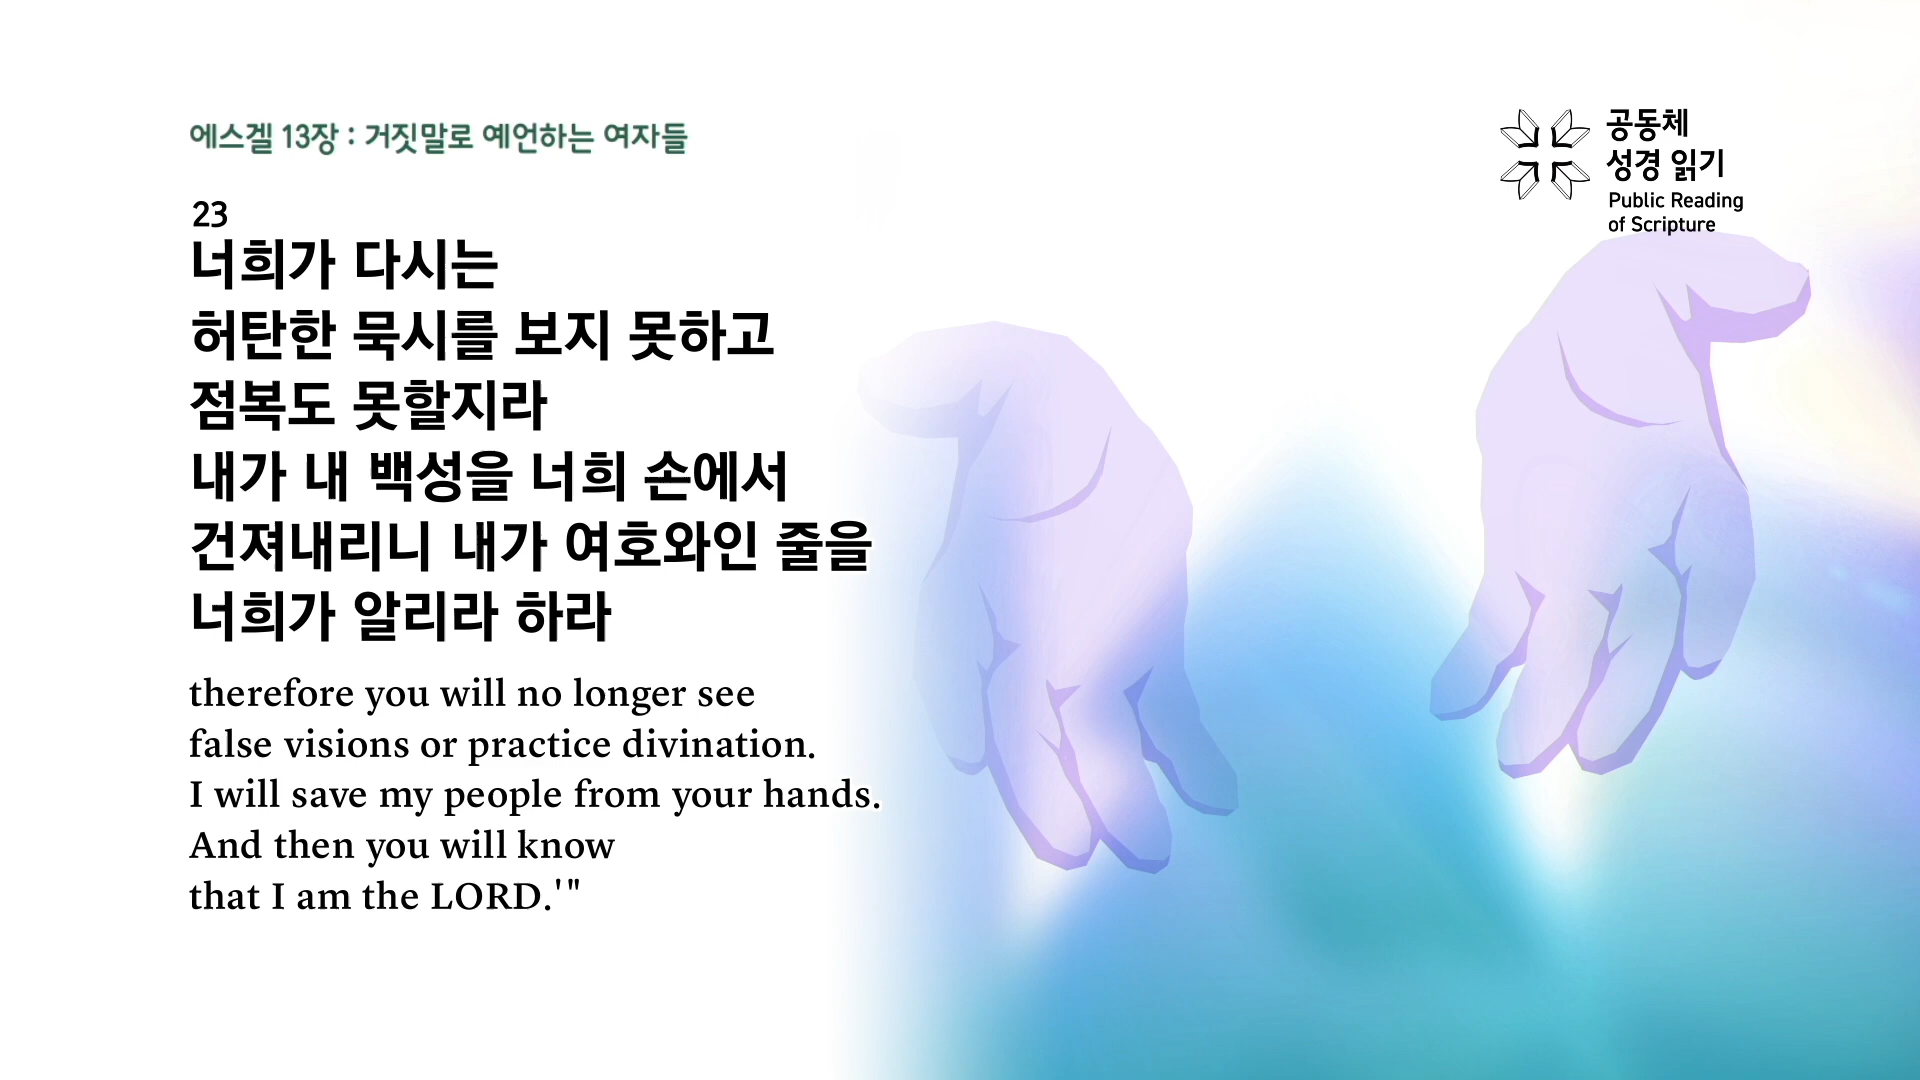 에스겔 13장 : 거짓말로 예언하는 여자들
공동체
성경 읽기
Public Reading
of Scripture
23
너희가 다시는
허탄한 묵시를 보지 못하고
점복도 못할지라
내가 내 백성을 너희 손에서
건져내리니 내가 여호와인 줄을
너희가 알리라 하라
therefore you will no longer see
false visions or practice divination.
I will save my people from your hands.
And then you will know
that I am the LORD.'"